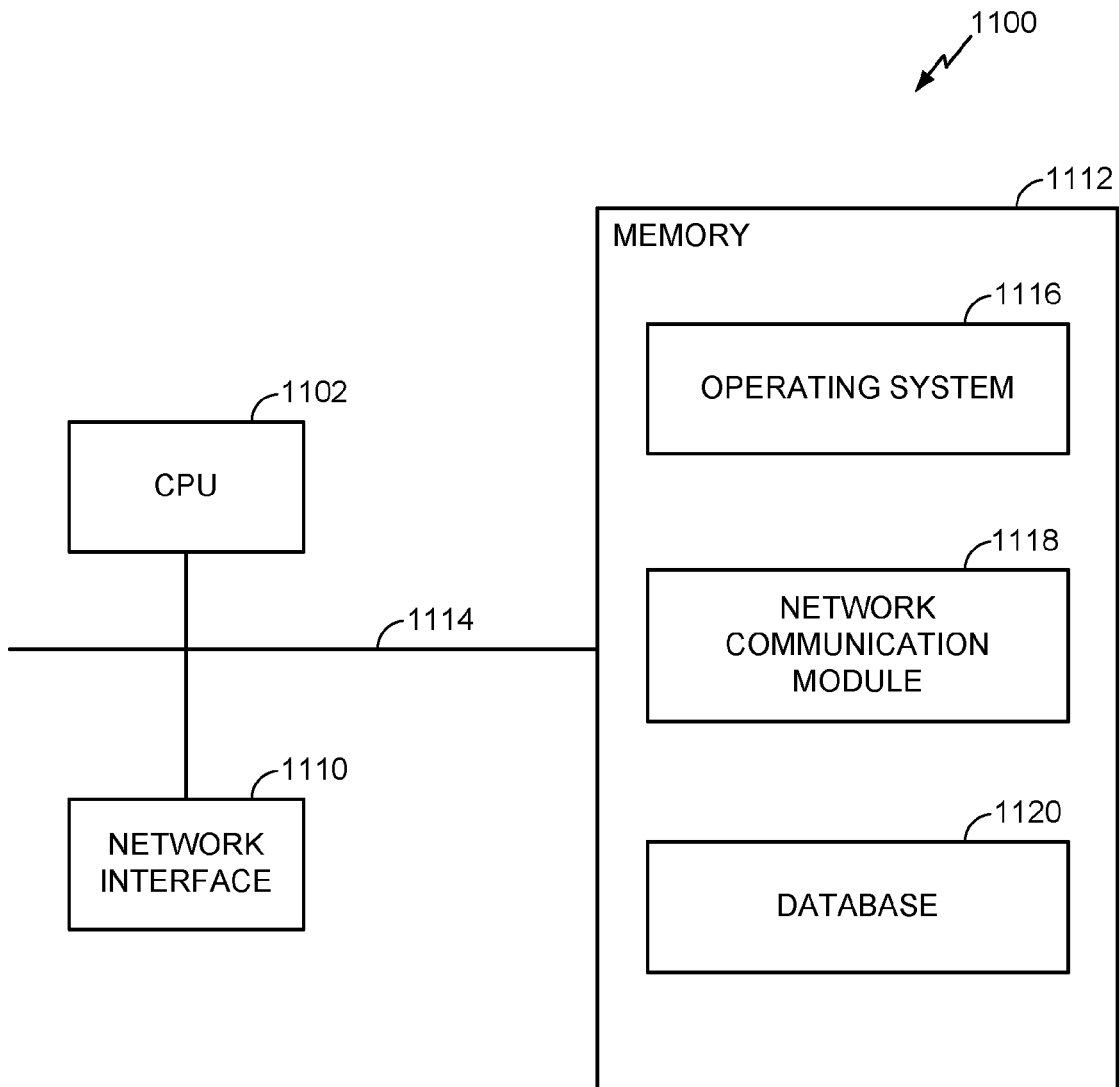 1100
1112
MEMORY
1116
OPERATING SYSTEM
1102
CPU
1118
NETWORK
COMMUNICATION
MODULE
1114
1110
NETWORK
INTERFACE
1120
DATABASE